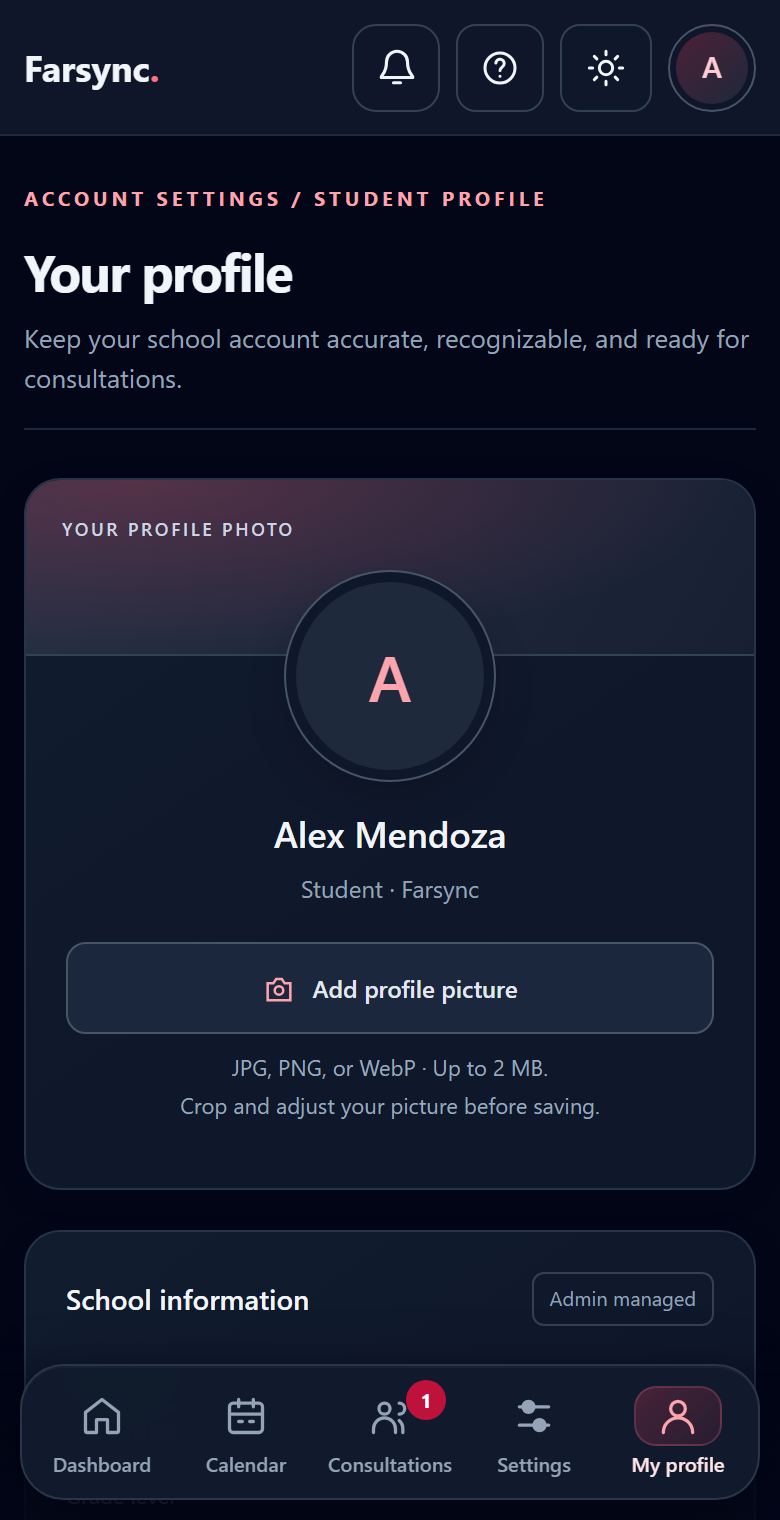 Farsync.
A
ACCOUNT SETTINGS / STUDENT PROFILE
Your profile
Keep your school account accurate, recognizable, and ready for
consultations.
YOUR PROFILE PHOTO
A
Alex Mendoza
Student · Farsync
Add profile picture
JPG, PNG, or WebP · Up to 2 MB.
Crop and adjust your picture before saving.
School information
Admin managed
1
Dashboard
Calendar
Consultations
Settings
My profile
Grade level